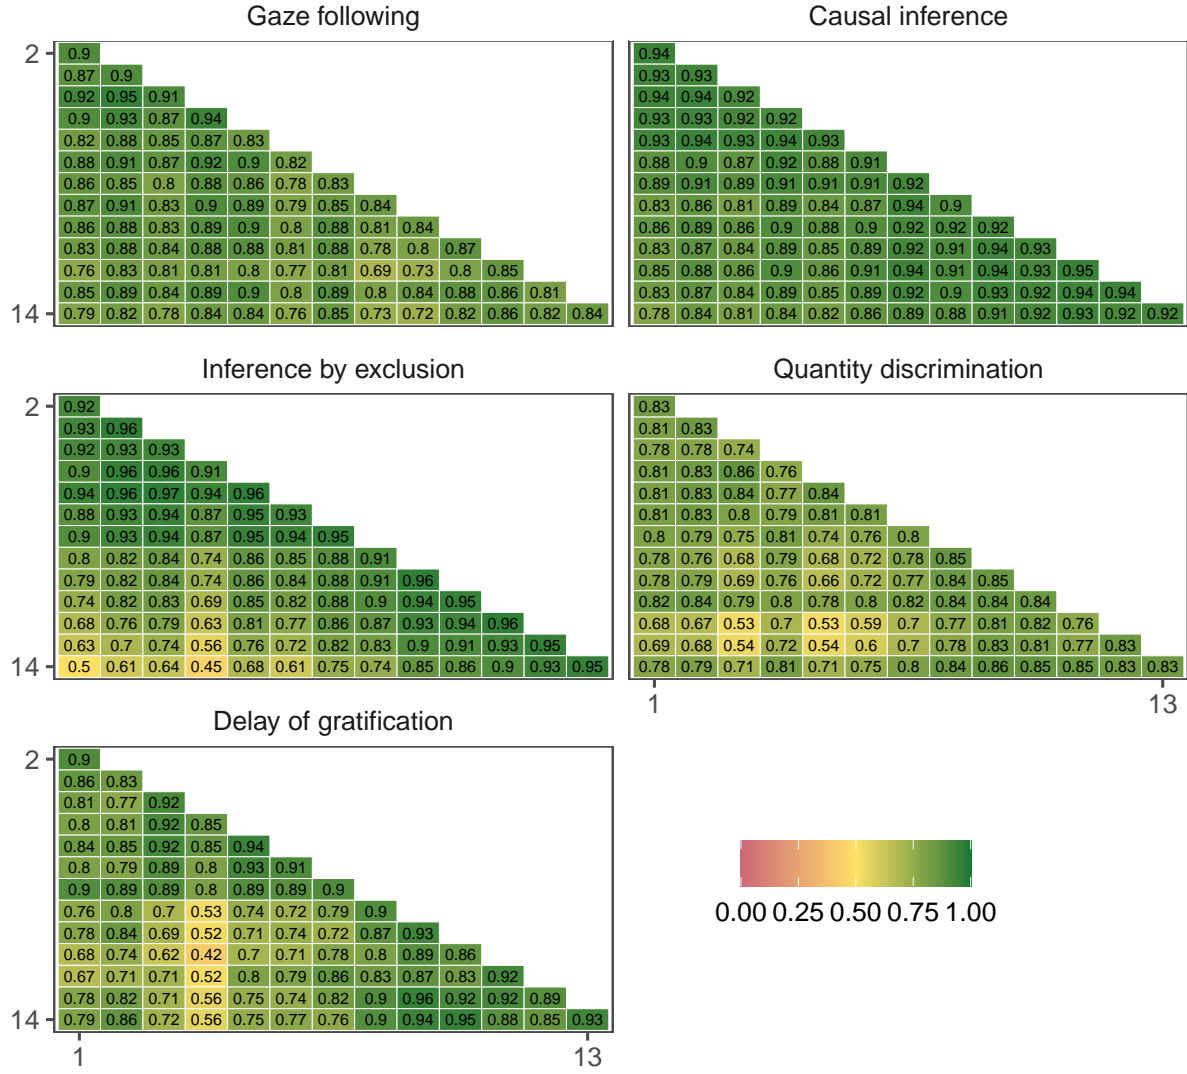 Gaze following
2
0.9
0.87 0.9
0.92 0.95 0.91
0.9 0.93 0.87 0.94
0.82 0.88 0.85 0.87 0.83
0.88 0.91 0.87 0.92 0.9 0.82
0.86 0.85 0.8 0.88 0.86 0.78 0.83
0.87 0.91 0.83 0.9 0.89 0.79 0.85 0.84
0.86 0.88 0.83 0.89 0.9 0.8 0.88 0.81 0.84
0.83 0.88 0.84 0.88 0.88 0.81 0.88 0.78 0.8 0.87
0.76 0.83 0.81 0.81 0.8 0.77 0.81 0.69 0.73 0.8 0.85
0.85 0.89 0.84 0.89 0.9 0.8 0.89 0.8 0.84 0.88 0.86 0.81
14 0.79 0.82 0.78 0.84 0.84 0.76 0.85 0.73 0.72 0.82 0.86 0.82 0.84
Causal inference
0.94
0.93 0.93
0.94 0.94 0.92
0.93 0.93 0.92 0.92
0.93 0.94 0.93 0.94 0.93
0.88 0.9 0.87 0.92 0.88 0.91
0.89 0.91 0.89 0.91 0.91 0.91 0.92
0.83 0.86 0.81 0.89 0.84 0.87 0.94 0.9
0.86 0.89 0.86 0.9 0.88 0.9 0.92 0.92 0.92
0.83 0.87 0.84 0.89 0.85 0.89 0.92 0.91 0.94 0.93
0.85 0.88 0.86 0.9 0.86 0.91 0.94 0.91 0.94 0.93 0.95
0.83 0.87 0.84 0.89 0.85 0.89 0.92 0.9 0.93 0.92 0.94 0.94
0.78 0.84 0.81 0.84 0.82 0.86 0.89 0.88 0.91 0.92 0.93 0.92 0.92
Inference by exclusion
2
0.92
0.93 0.96
0.92 0.93 0.93
0.9 0.96 0.96 0.91
0.94 0.96 0.97 0.94 0.96
0.88 0.93 0.94 0.87 0.95 0.93
0.9 0.93 0.94 0.87 0.95 0.94 0.95
0.8 0.82 0.84 0.74 0.86 0.85 0.88 0.91
0.79 0.82 0.84 0.74 0.86 0.84 0.88 0.91 0.96
0.74 0.82 0.83 0.69 0.85 0.82 0.88 0.9 0.94 0.95
0.68 0.76 0.79 0.63 0.81 0.77 0.86 0.87 0.93 0.94 0.96
0.63 0.7 0.74 0.56 0.76 0.72 0.82 0.83 0.9 0.91 0.93 0.95
14 0.5 0.61 0.64 0.45 0.68 0.61 0.75 0.74 0.85 0.86 0.9 0.93 0.95
Quantity discrimination
0.83
0.81 0.83
0.78 0.78 0.74
0.81 0.83 0.86 0.76
0.81 0.83 0.84 0.77 0.84
0.81 0.83 0.8 0.79 0.81 0.81
0.8 0.79 0.75 0.81 0.74 0.76 0.8
0.78 0.76 0.68 0.79 0.68 0.72 0.78 0.85
0.78 0.79 0.69 0.76 0.66 0.72 0.77 0.84 0.85
0.82 0.84 0.79 0.8 0.78 0.8 0.82 0.84 0.84 0.84
0.68 0.67 0.53 0.7 0.53 0.59 0.7 0.77 0.81 0.82 0.76
0.69 0.68 0.54 0.72 0.54 0.6 0.7 0.78 0.83 0.81 0.77 0.83
0.78 0.79 0.71 0.81 0.71 0.75 0.8 0.84 0.86 0.85 0.85 0.83 0.83
1 13
Delay of gratification
2
0.9
0.86 0.83
0.81 0.77 0.92
0.8 0.81 0.92 0.85
0.84 0.85 0.92 0.85 0.94
0.8 0.79 0.89 0.8 0.93 0.91
0.9 0.89 0.89 0.8 0.89 0.89 0.9
0.76 0.8 0.7 0.53 0.74 0.72 0.79 0.9
0.78 0.84 0.69 0.52 0.71 0.74 0.72 0.87 0.93
0.68 0.74 0.62 0.42 0.7 0.71 0.78 0.8 0.89 0.86
0.67 0.71 0.71 0.52 0.8 0.79 0.86 0.83 0.87 0.83 0.92
0.78 0.82 0.71 0.56 0.75 0.74 0.82 0.9 0.96 0.92 0.92 0.89
14 0.79 0.86 0.72 0.56 0.75 0.77 0.76 0.9 0.94 0.95 0.88 0.85 0.93
1 13
0.00 0.25 0.50 0.75 1.00